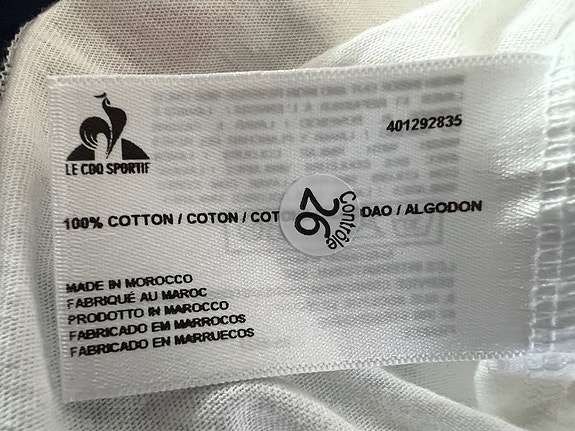 401292835
LE COQ SPORTIF
100% COTTON / COTON / COT DAO / ALGODON
Contrôle
26
MADE IN MOROCCO
FABRIQUÉ AU MAROC
PRODOTTO IN MAROCCO
FABRICADO EM MARROCOS
FABRICADO EN MARRUECOS